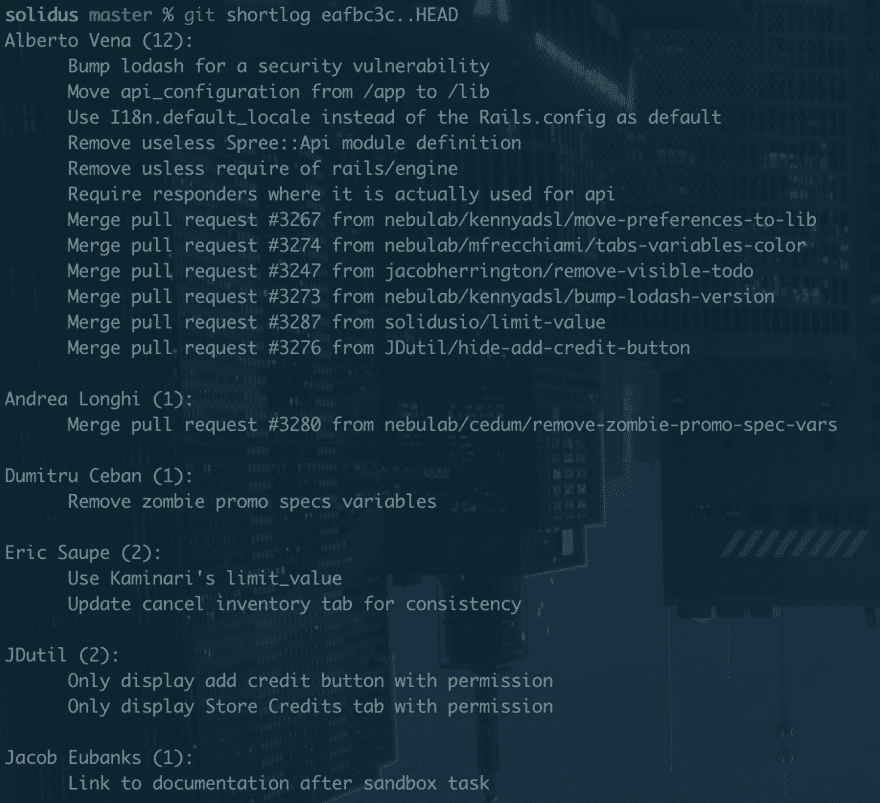 solidus master % git shortlog eafbc3c..HEAD
Alberto Vena (12):
Bump lodash for a security vulnerability
Move api_configuration from /app to /lib
Use I18n.default_locale instead of the Rails.config as default
Remove useless Spree::Api module definition
Remove usless require of rails/engine
Require responders where it is actually used for api
Merge pull request #3267 from nebulab/kennyadsl/move-preferences-to-lib
Merge pull request #3274 from nebulab/mfrecchiami/tabs-variables-color
Merge pull request #3247 from jacobherrington/remove-visible-todo
Merge pull request #3273 from nebulab/kennyadsl/bump-lodash-version
Merge pull request #3287 from solidusio/limit-value
Merge pull request #3276 from JDutil/hide-add-credit-button
Andrea Longhi (1):
Merge pull request #3280 from nebulab/cedum/remove-zombie-promo-spec-vars
Dumitru Ceban (1):
Remove zombie promo specs variables
Eric Saupe (2):
Use Kaminari's limit_value
Update cancel inventory tab for consistency
JDutil (2):
Only display add credit button with permission
Only display Store Credits tab with permission
Jacob Eubanks (1):
Link to documentation after sandbox task